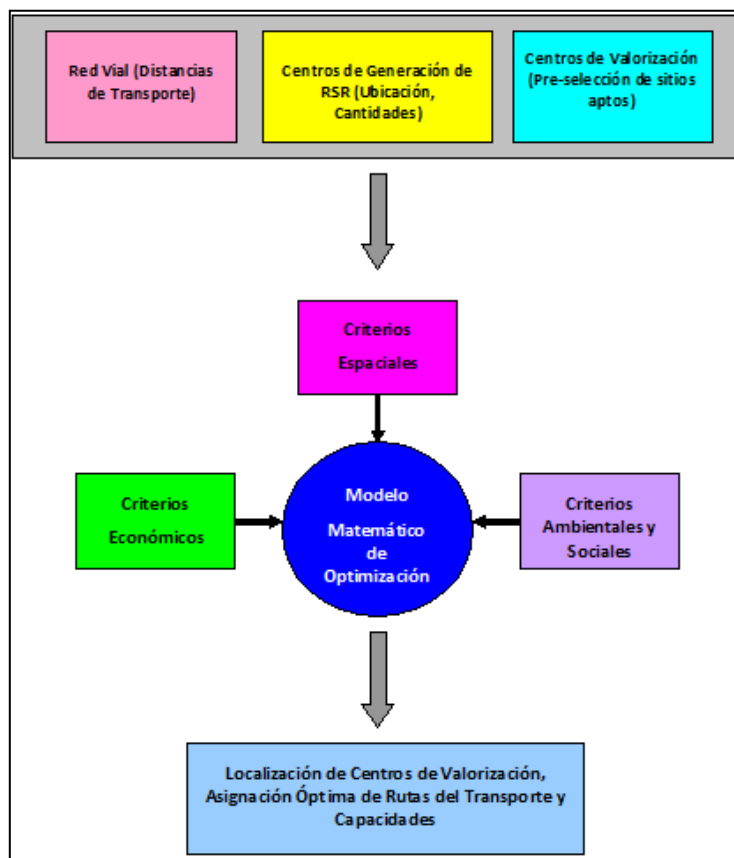 Red Vial (Distancias
de Transporte)
Centros de Generación de
RSR (Ubicación,
Cantidades)
Centros de Valorización
(Pre-selección de sitios
aptos)
Criterios
Espaciales
Criterios
Económicos
Modelo
Matemático
de
Optimización
Criterios
Ambientales y
Sociales
Localización de Centros de Valorización,
Asignación Óptima de Rutas del Transporte y
Capacidades